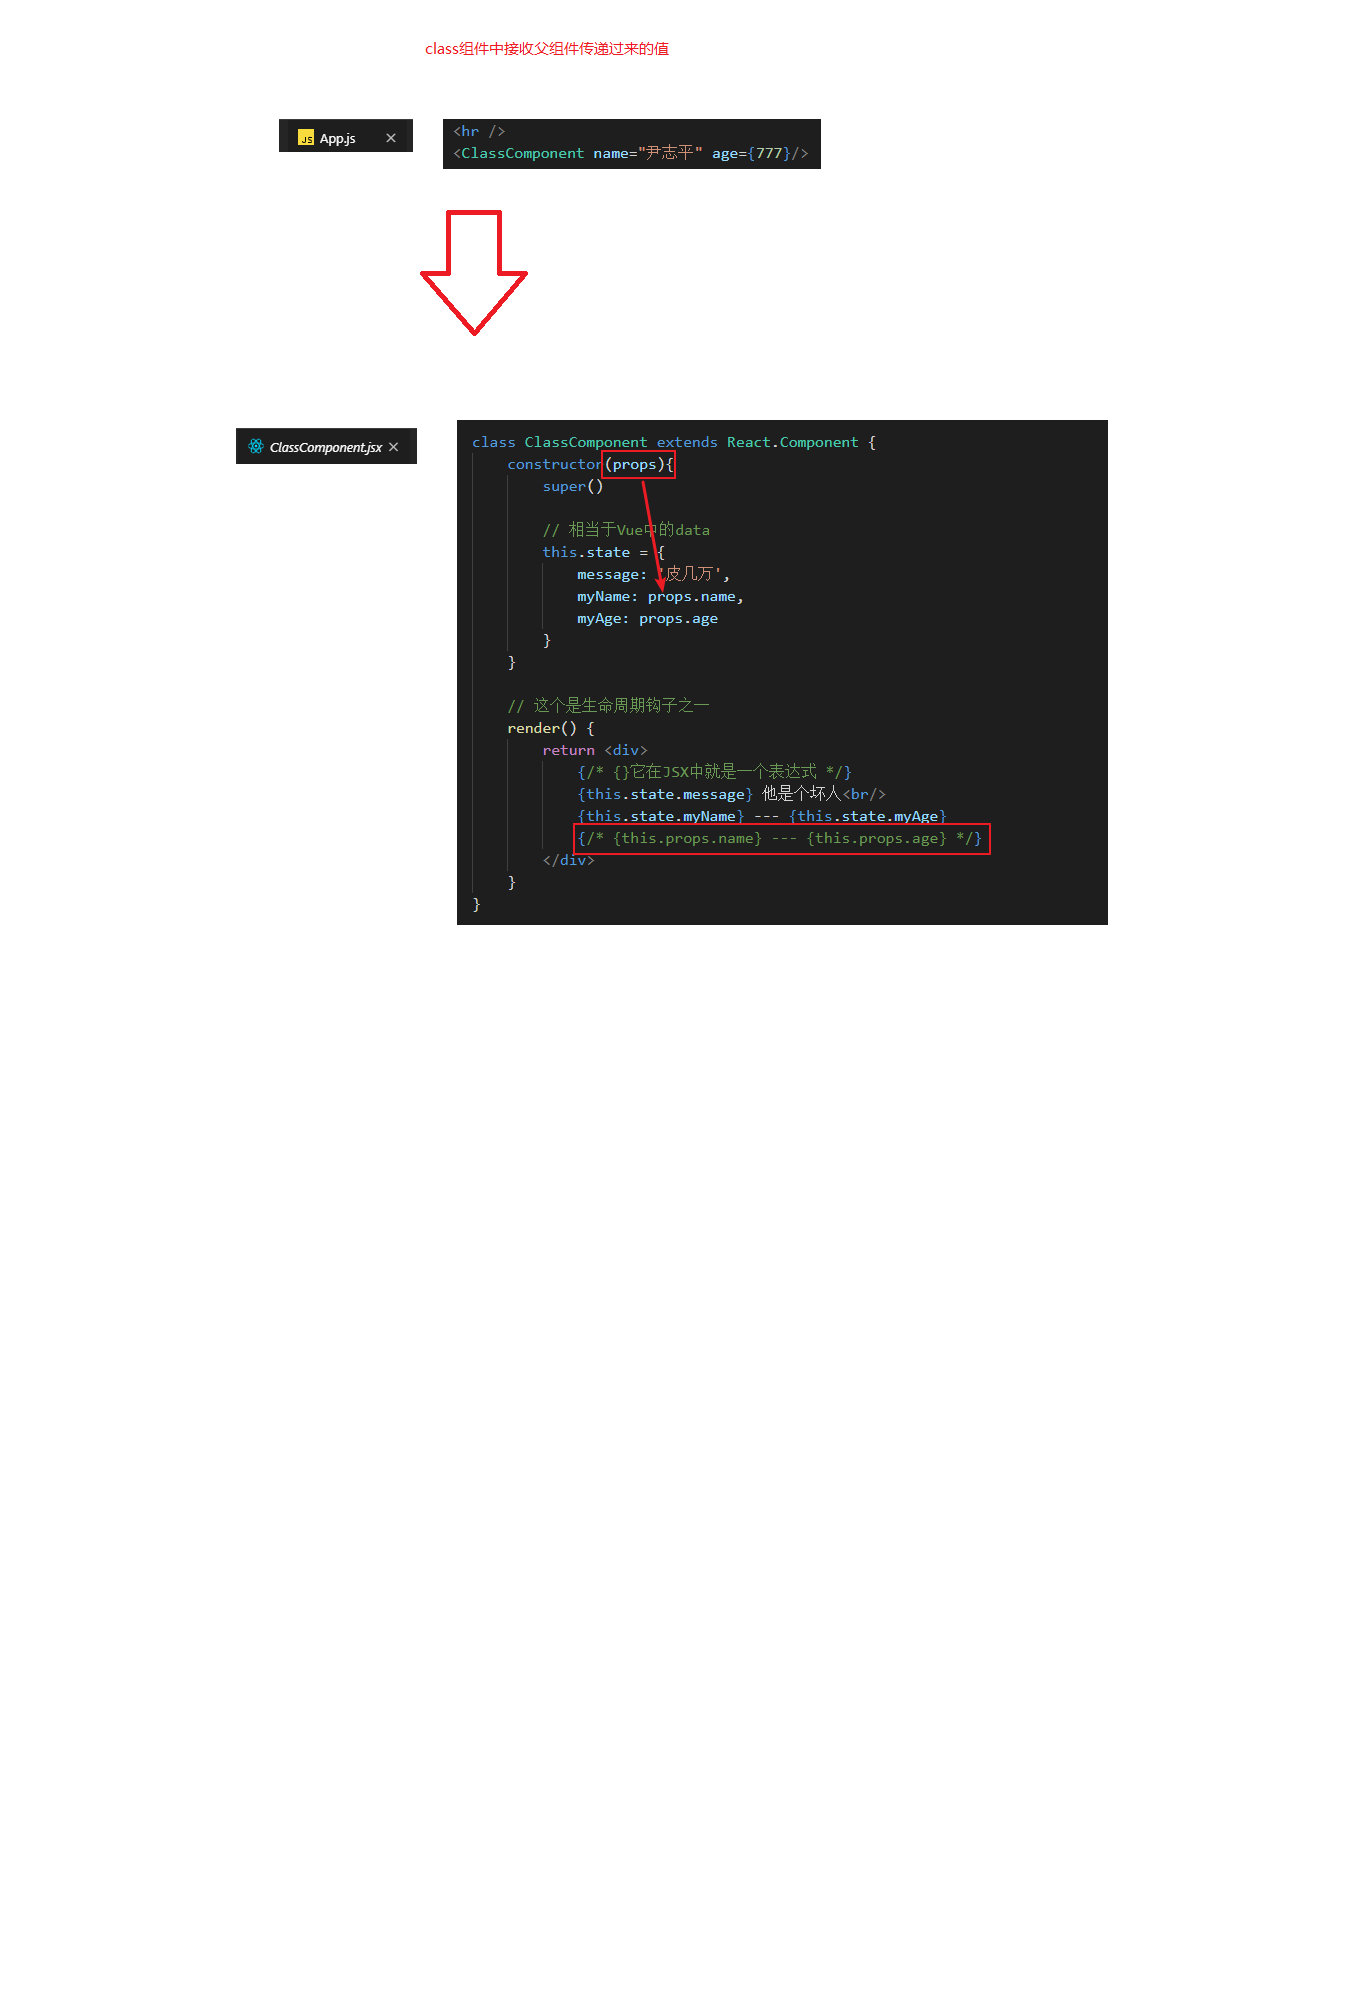 class组件中接收父组件传递过来的值
JS App.js ×
<hr />
<ClassComponent name="尹志平" age={777}/>
ClassComponent.jsx ×
class ClassComponent extends React.Component {
constructor(props){
super()
// 相当于Vue中的data
this.state = {
message: '皮几万',
myName: props.name,
myAge: props.age
}
}
// 这个是生命周期钩子之一
render() {
return <div>
{/* {}它在JSX中就是一个表达式 */}
{this.state.message} 他是个坏人<br/>
{this.state.myName} --- {this.state.myAge}
{/* {this.props.name} --- {this.props.age} */}
</div>
}
}